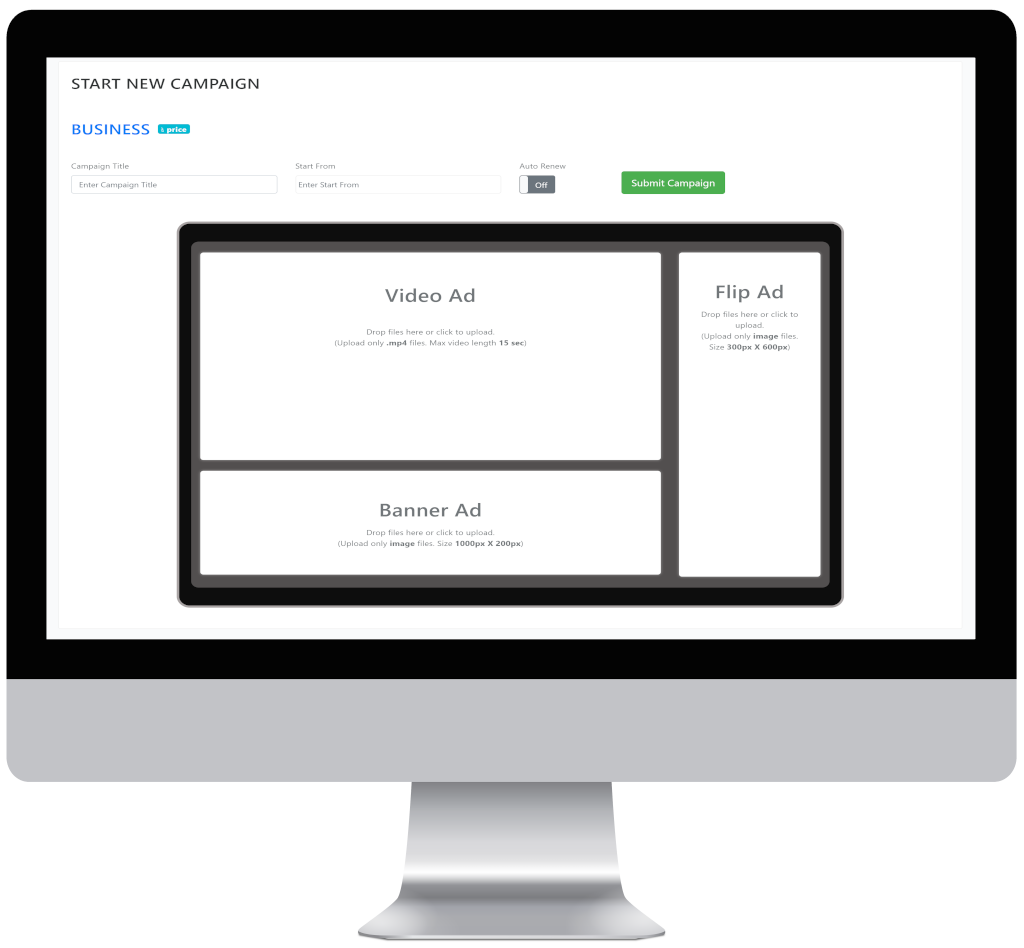 START NEW CAMPAIGN
BUSINESS price
Campaign Title
Start From
Auto Renew
Enter Campaign Title
Enter Start From
Off
Submit Campaign
Video Ad
Drop files here or click to upload.
(Upload only .mp4 files. Max video length 15 sec)
Flip Ad
Drop files here or click to
upload.
(Upload only image files.
Size 300px X 600px)
Banner Ad
Drop files here or click to upload.
(Upload only image files. Size 1000px X 200px)